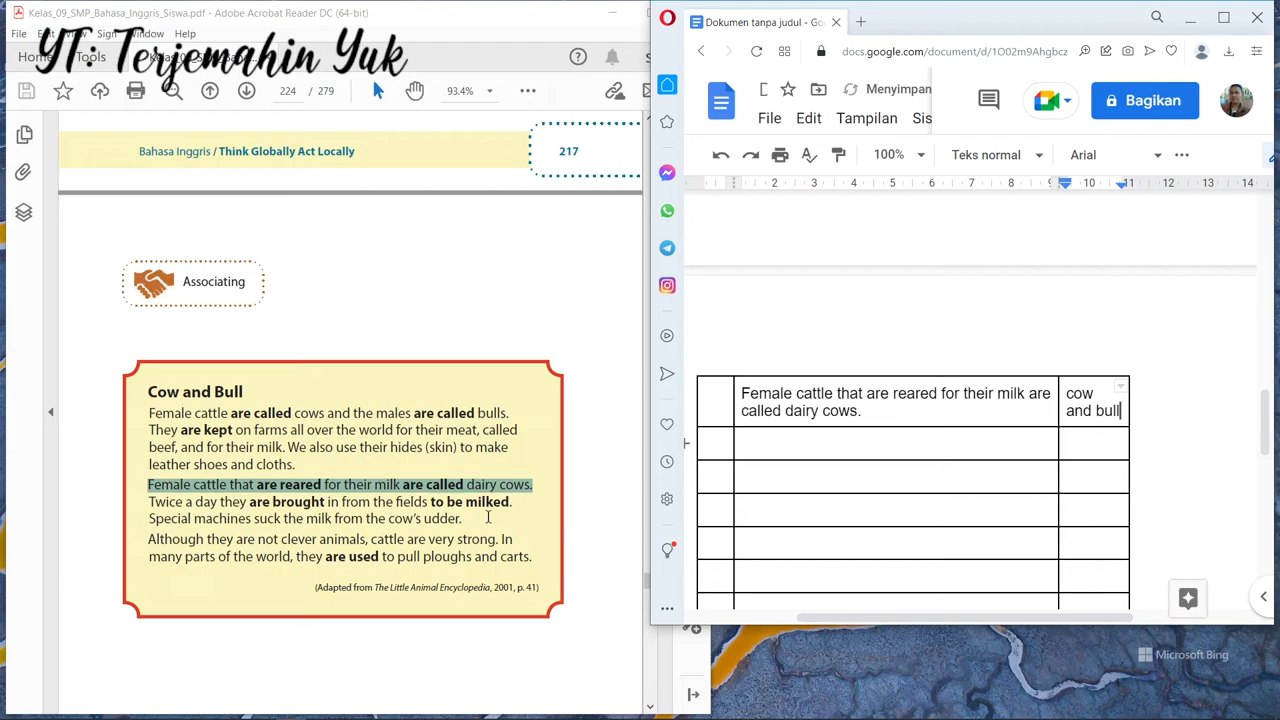 Kelas_09_SMP_Bahasa_Inggris_Siswa.pdf - Adobe Acrobat Reader DC (64-bit)
File Edit View Sign Window Help
YT: Terjemahin Yuk
Home Tools
224 / 279
93.4%
Bahasa Inggris / Think Globally Act Locally
217
Associating
Cow and Bull
Female cattle are called cows and the males are called bulls.
They are kept on farms all over the world for their meat, called
beef, and for their milk. We also use their hides (skin) to make
leather shoes and cloths.
Female cattle that are reared for their milk are called dairy cows.
Twice a day they are brought in from the fields to be milked.
Special machines suck the milk from the cow's udder.
Although they are not clever animals, cattle are very strong. In
many parts of the world, they are used to pull ploughs and carts.
(Adapted from The Little Animal Encyclopedia, 2001, p. 41)
Dokumen tanpa judul - Goo
docs.google.com/document/d/1O02m9Ahgbcz
Menyimpan
Bagikan
File Edit Tampilan Sis
100% Teks normal Arial
2 3 4 5 6 7 8 9 10 11 12 13 14
Female cattle that are reared for their milk are
called dairy cows.
cow
and bull
Microsoft Bing